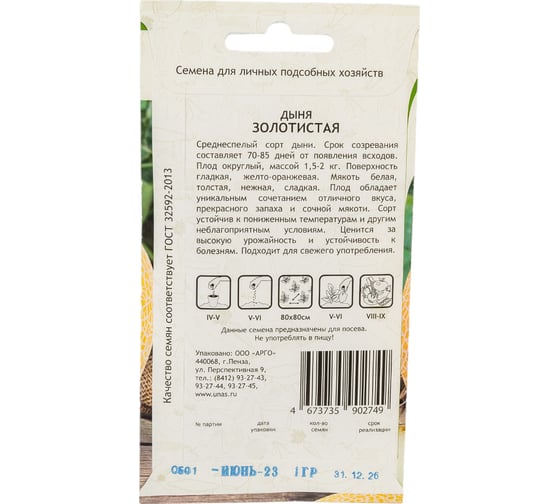 Семена для личных подсобных хозяйств
ДЫНЯ
ЗОЛОТИСТАЯ
Среднеспелый сорт дыни. Срок созревания
составляет 70-85 дней от появления всходов.
Плод округлый, массой 1,5-2 кг. Поверхность
гладкая, желто-оранжевая. Мякоть белая,
толстая, нежная, сладкая. Плод обладает
уникальным сочетанием отличного вкуса,
прекрасного запаха и сочной мякоти. Сорт
устойчив к пониженным температурам и другим
неблагоприятным условиям. Ценится за
высокую урожайность и устойчивость к
болезням. Подходит для свежего употребления.
Качество семян соответствует ГОСТ 32592-2013
IV-V V-VI 80х80см V-VI VIII-IX
Данные семена предназначены для посева.
Не употреблять в пищу!
Упаковано: ООО «АРГО»
440068, г.Пенза,
ул. Перспективная 9,
тел.: (8412) 93-27-43,
93-27-44, 93-27-45,
www.unas.ru
4 673735 902749
№ партии дата упаковки кол-во семян срок реализации
0601 -ИЮНЬ-23 1ГР 31.12.26